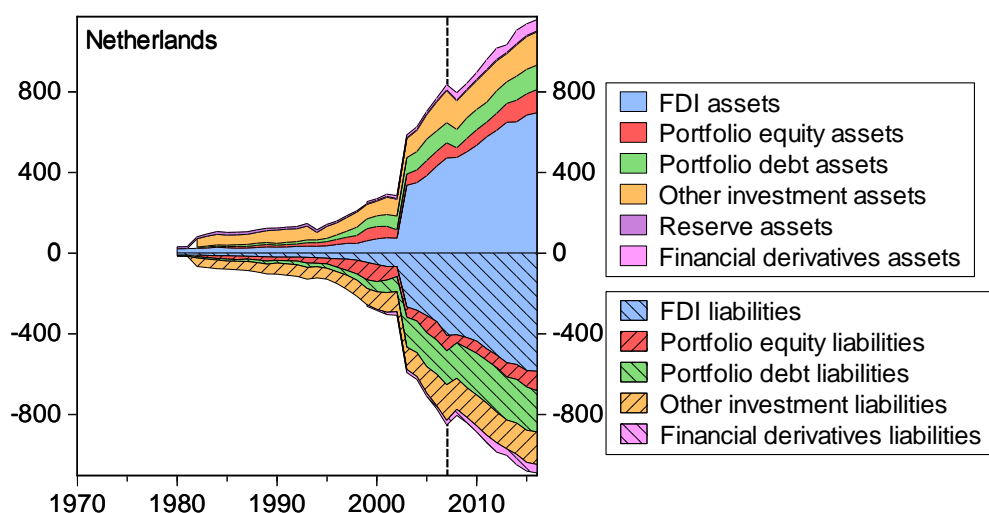 Netherlands
800
400
0
-400
-800
800
400
0
-400
-800
1970
1980
1990
2000
2010
FDI assets
Portfolio equity assets
Portfolio debt assets
Other investment assets
Reserve assets
Financial derivatives assets
FDI liabilities
Portfolio equity liabilities
Portfolio debt liabilities
Other investment liabilities
Financial derivatives liabilities